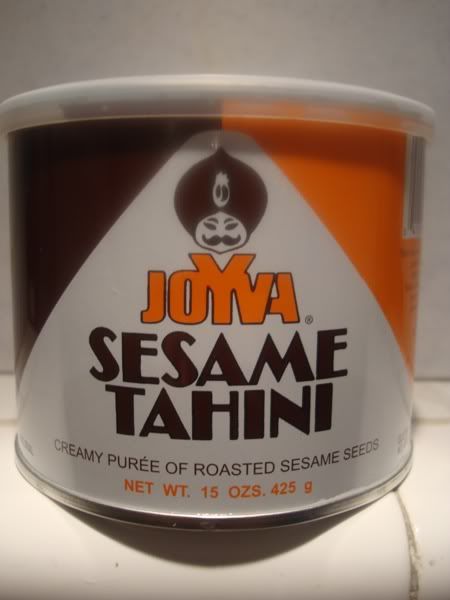 JOYVA®
SESAME
TAHINI
CREAMY PURÉE OF ROASTED SESAME SEEDS
NET WT. 15 OZS. 425 g